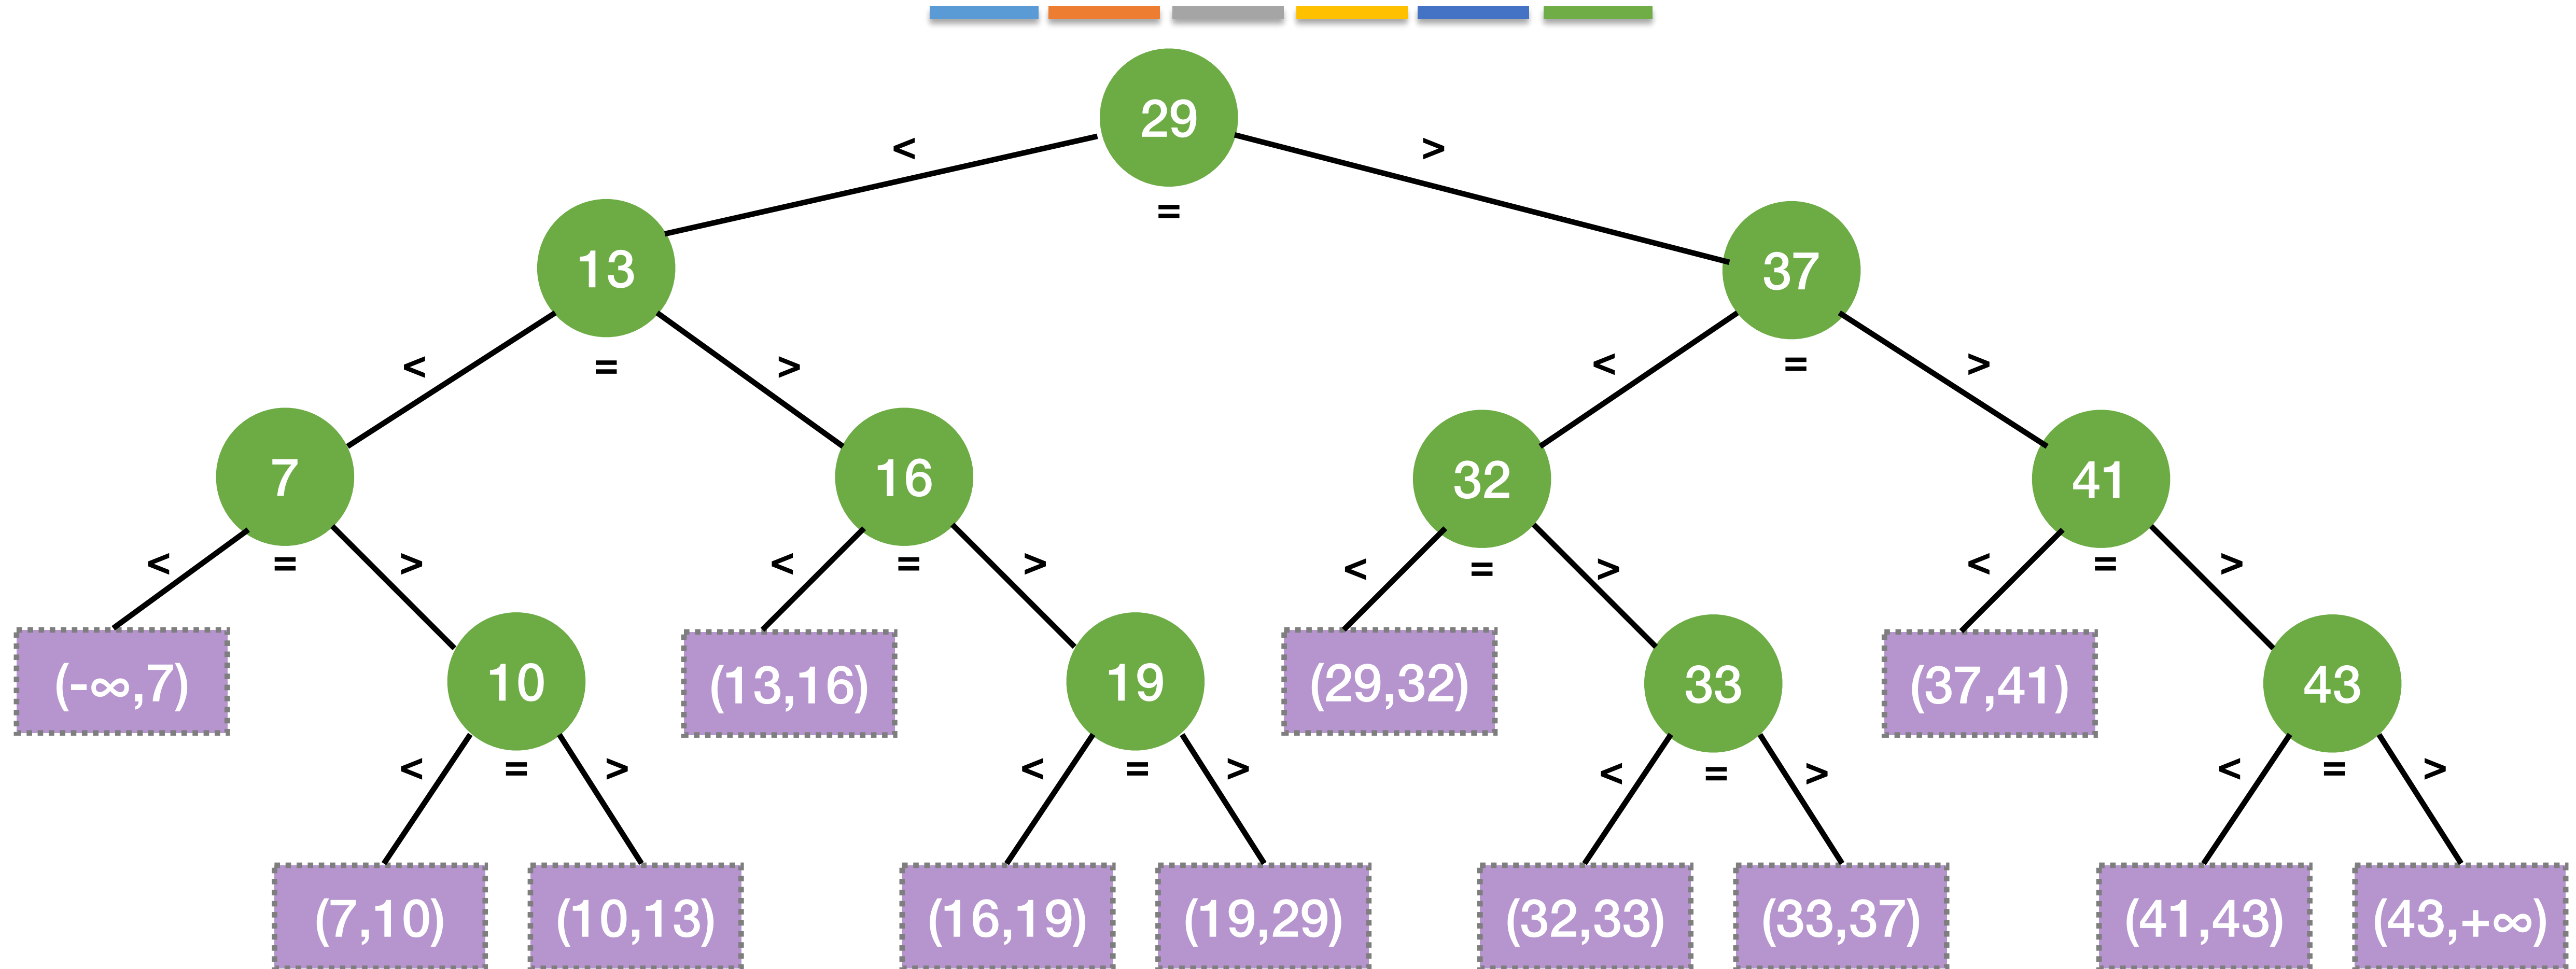 29
< >
=
13 37
< = > < = >
7 16 32 41
< = > < = > < = > < = >
(-∞,7) 10 (13,16) 19 (29,32) 33 (37,41) 43
< = > < = > < = > < = >
(7,10) (10,13) (16,19) (19,29) (32,33) (33,37) (41,43) (43,+∞)